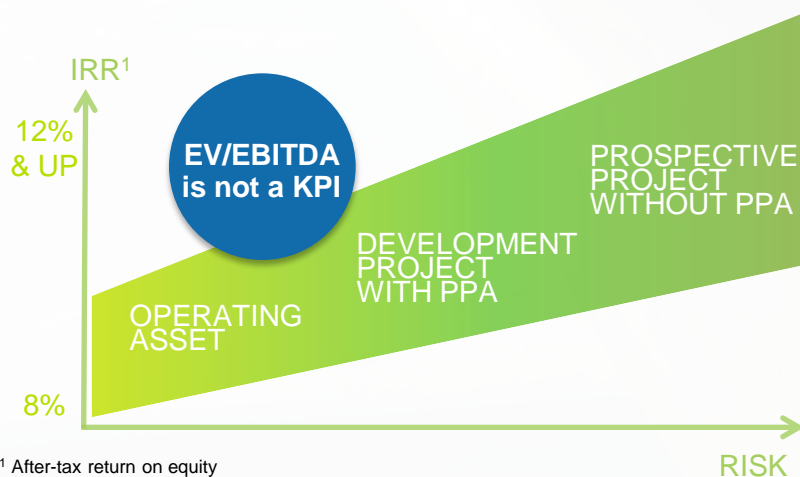 IRR¹
12%
& UP
EV/EBITDA
is not a KPI
PROSPECTIVE
PROJECT
WITHOUT PPA
DEVELOPMENT
PROJECT
WITH PPA
OPERATING
ASSET
8%
¹ After-tax return on equity
RISK